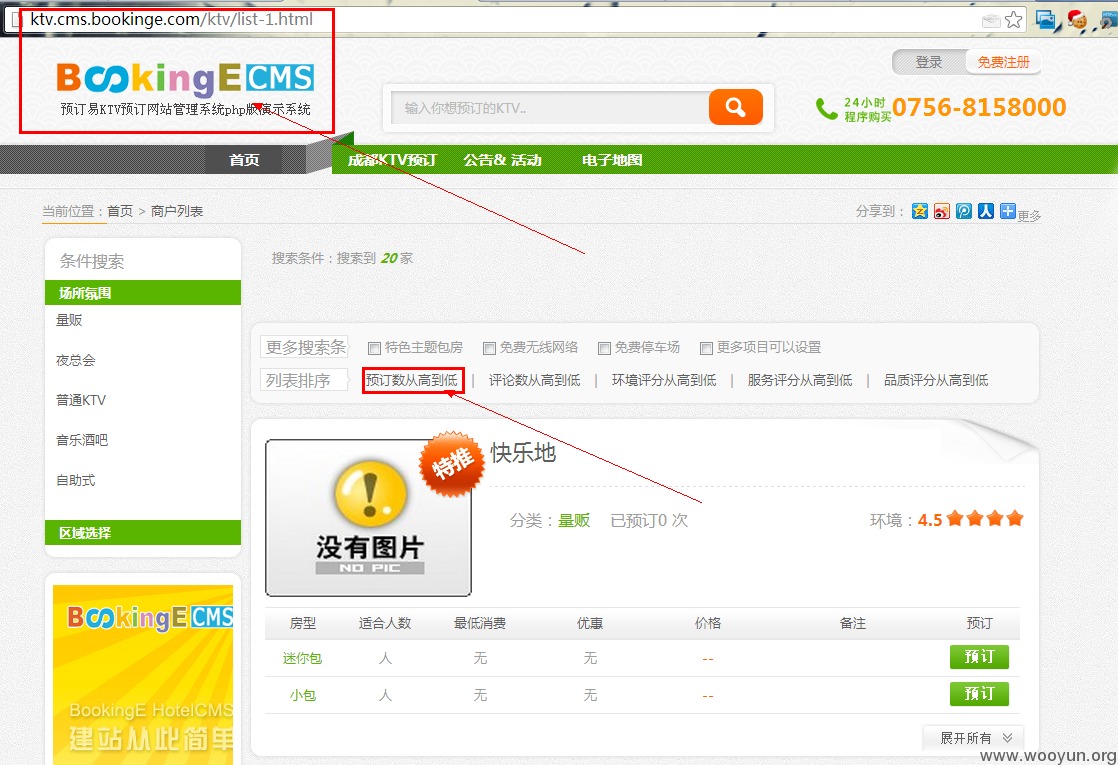 ktv.cms.bookinge.com/ktv/list-1.html
BookingECMS
预订易KTV预订网站管理系统php版演示系统
输入你想预订的KTV..
登录 免费注册
24小时
程序购买
0756-8158000
首页 成都KTV预订 公告& 活动 电子地图
当前位置：首页 > 商户列表
分享到： 更多
条件搜索
场所氛围
量贩
夜总会
普通KTV
音乐酒吧
自助式
区域选择
BookingECMS
BookingE HotelCMS
建站从此简单
搜索条件：搜索到 20 家
更多搜索条 特色主题包房 免费无线网络 免费停车场 更多项目可以设置
列表排序 预订数从高到低 | 评论数从高到低 | 环境评分从高到低 | 服务评分从高到低 | 品质评分从高到低
特推
没有图片
NO PIC
快乐地
分类：量贩 已预订0 次 环境：4.5
房型 适合人数 最低消费 优惠 价格 备注 预订
迷你包 人 无 无 -- 预订
小包 人 无 无 -- 预订
展开所有
www.wooyun.org